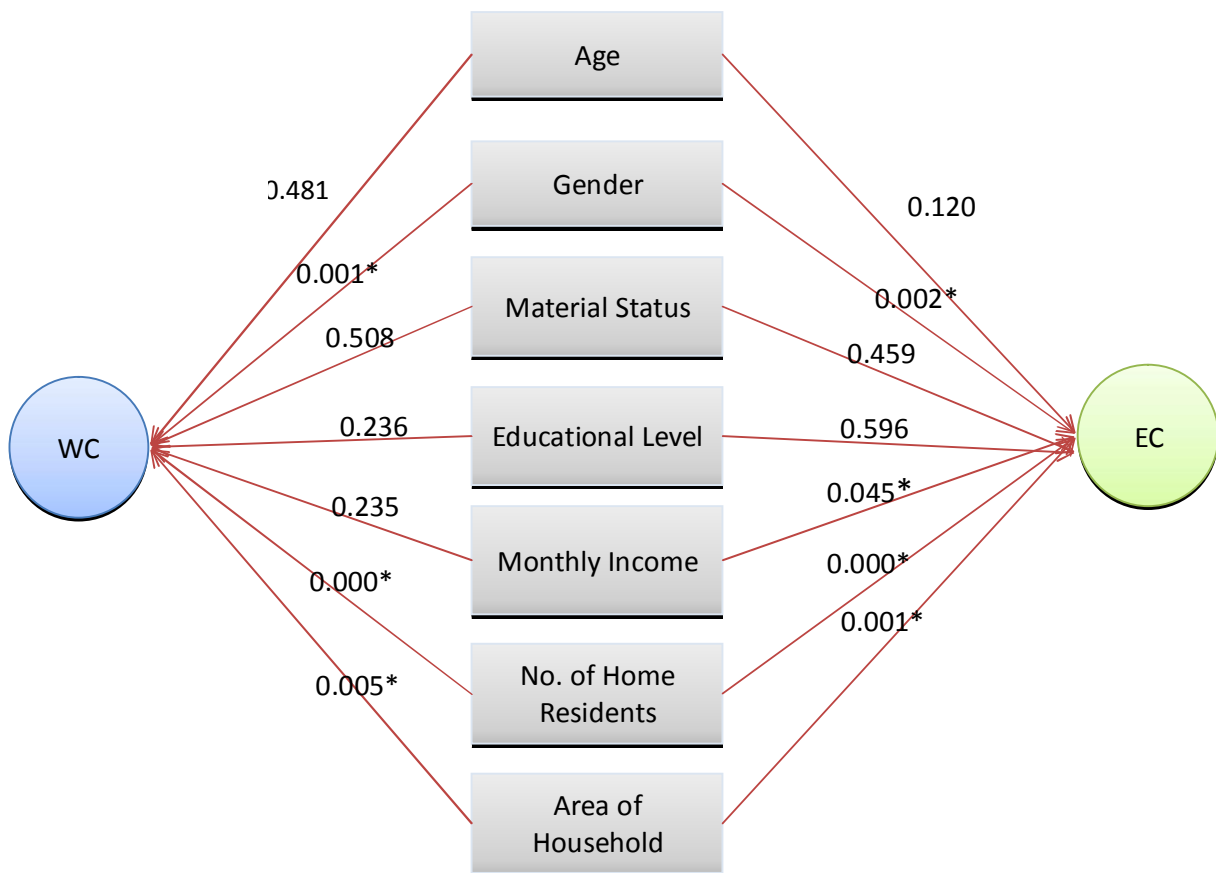 Age
0.481
0.120
Gender
0.001*
0.002*
Material Status
0.508
0.459
WC
0.236
Educational Level
0.596
EC
0.235
Monthly Income
0.045*
0.000*
0.000*
0.005*
No. of Home
Residents
0.001*
Area of
Household